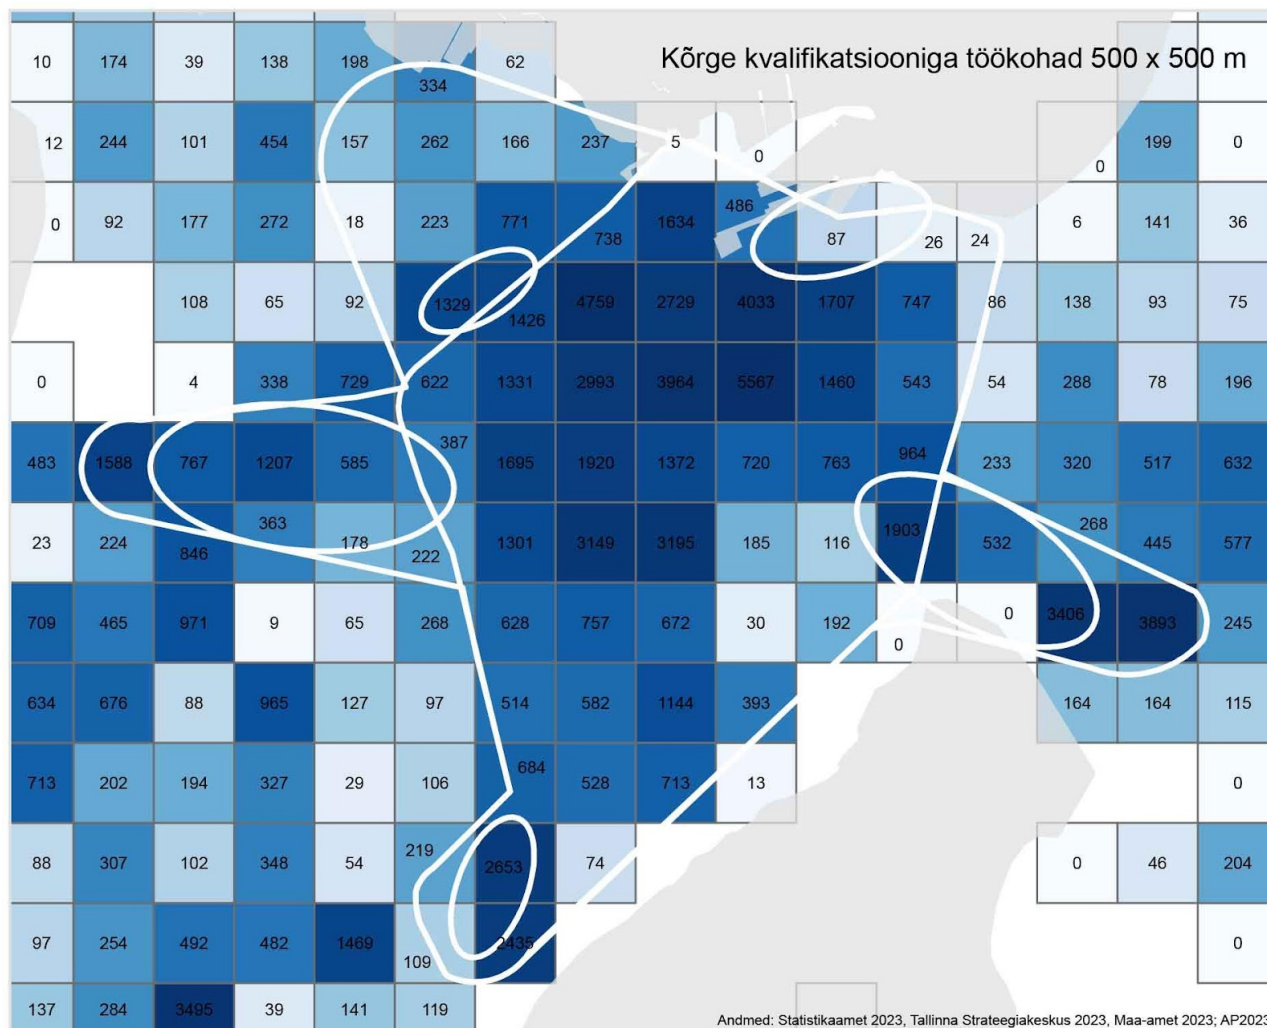 Kõrge kvalifikatsiooniga töökohad 500 x 500 m
10 174 39 138 198 334 62
12 244 101 454 157 262 166 237 5 0 0 199 0
0 92 177 272 18 223 771 738 1634 486 87 26 24 6 141 36
108 65 92 1329 1426 4759 2729 4033 1707 747 86 138 93 75
0 4 338 729 622 1331 2993 3964 5567 1460 543 54 288 78 196
483 1588 767 1207 585 387 1695 1920 1372 720 763 964 233 320 517 632
23 224 846 363 178 222 1301 3149 3195 185 116 1903 532 268 445 577
709 465 971 9 65 268 628 757 672 30 192 0 0 3406 3893 245
634 676 88 965 127 97 514 582 1144 393 164 164 115
713 202 194 327 29 106 684 528 713 13 0
88 307 102 348 54 219 2653 74 0 46 204
97 254 492 482 1469 109 2435 0
137 284 3495 39 141 119
Andmed: Statistikaamet 2023, Tallinna Strateegiakeskus 2023, Maa-amet 2023; AP2023